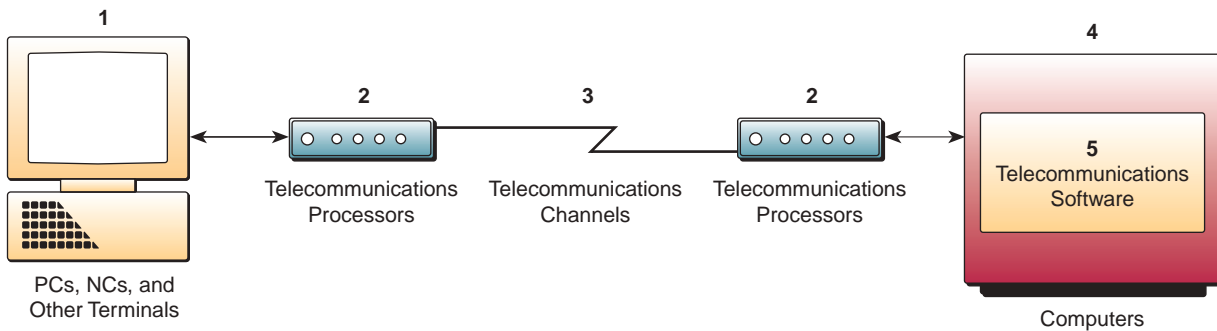 1
2
3
2
4
5
Telecommunications
Software
Telecommunications
Processors
Telecommunications
Channels
Telecommunications
Processors
PCs, NCs, and
Other Terminals
Computers